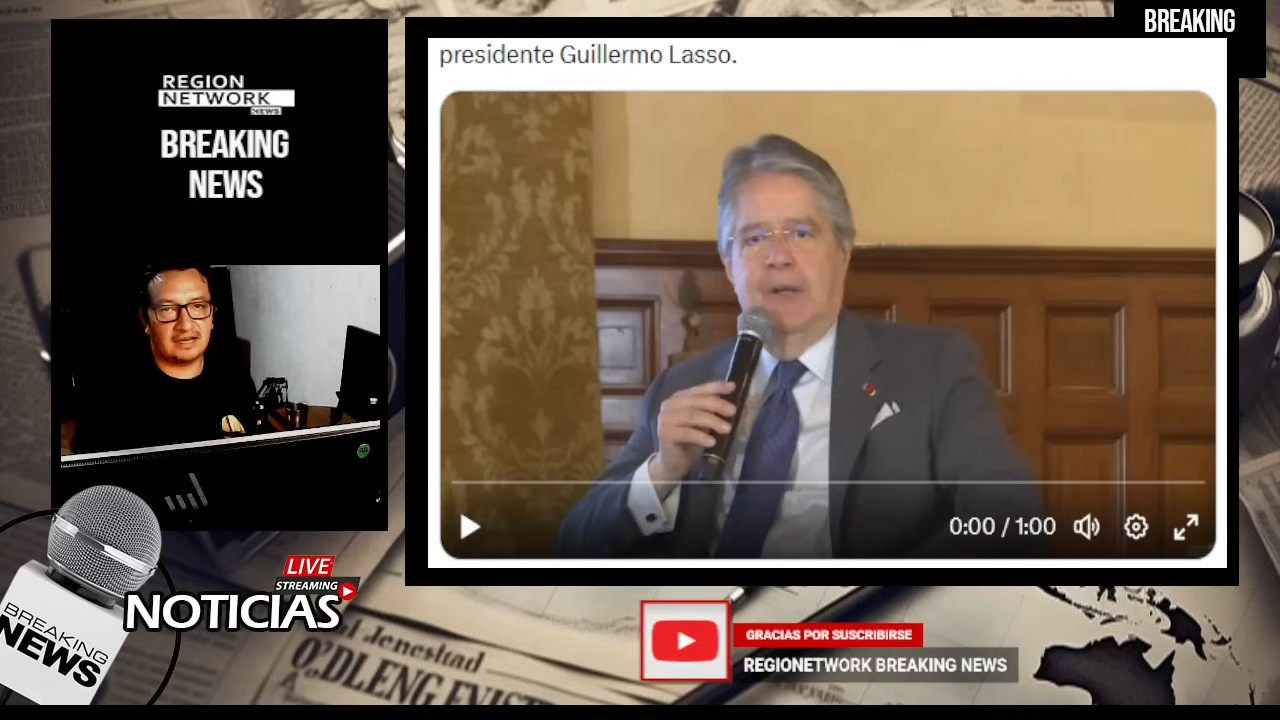 BREAKING
REGION
NETWORK
NEWS
BREAKING
NEWS
presidente Guillermo Lasso.
0:00 / 1:00
LIVE
STREAMING
NOTICIAS
BREAKING
NEWS
GRACIAS POR SUSCRIBIRSE
REGIONETWORK BREAKING NEWS